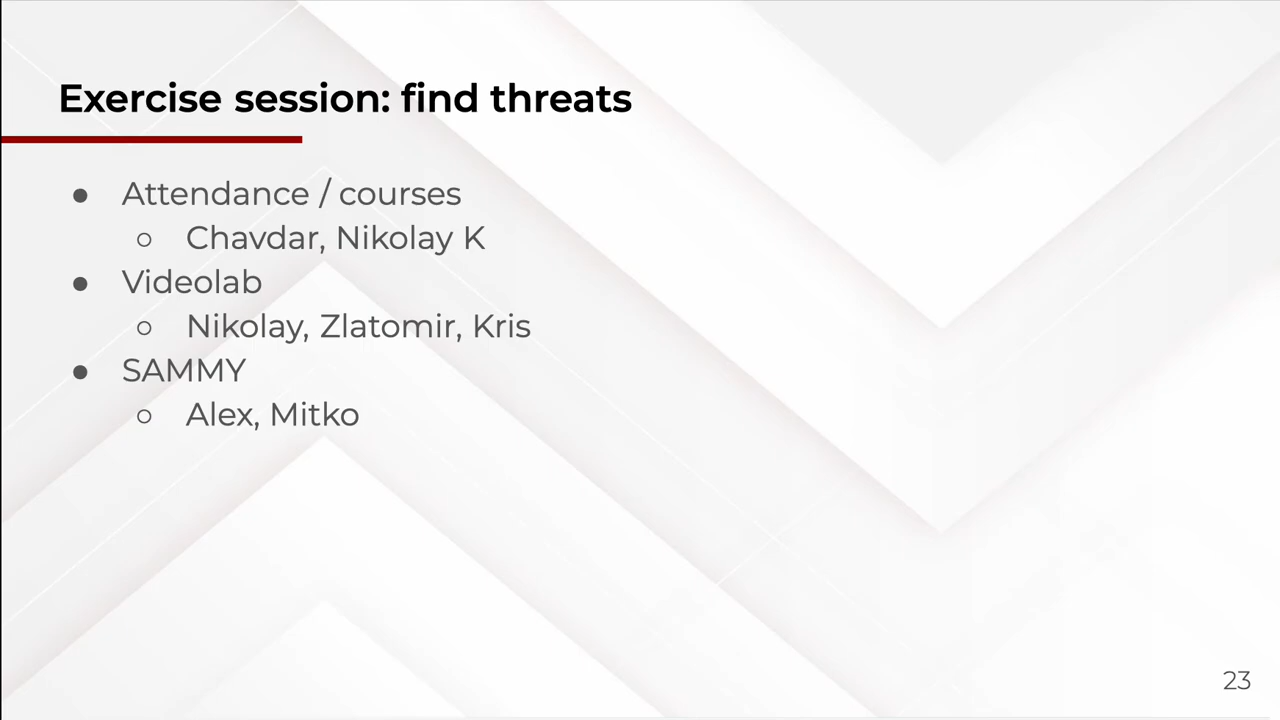 Exercise session: find threats
● Attendance / courses
○ Chavdar, Nikolay K
● Videolab
○ Nikolay, Zlatomir, Kris
● SAMMY
○ Alex, Mitko
23